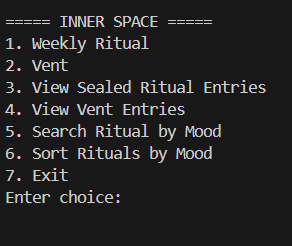 ===== INNER SPACE =====
1. Weekly Ritual
2. Vent
3. View Sealed Ritual Entries
4. View Vent Entries
5. Search Ritual by Mood
6. Sort Rituals by Mood
7. Exit
Enter choice: